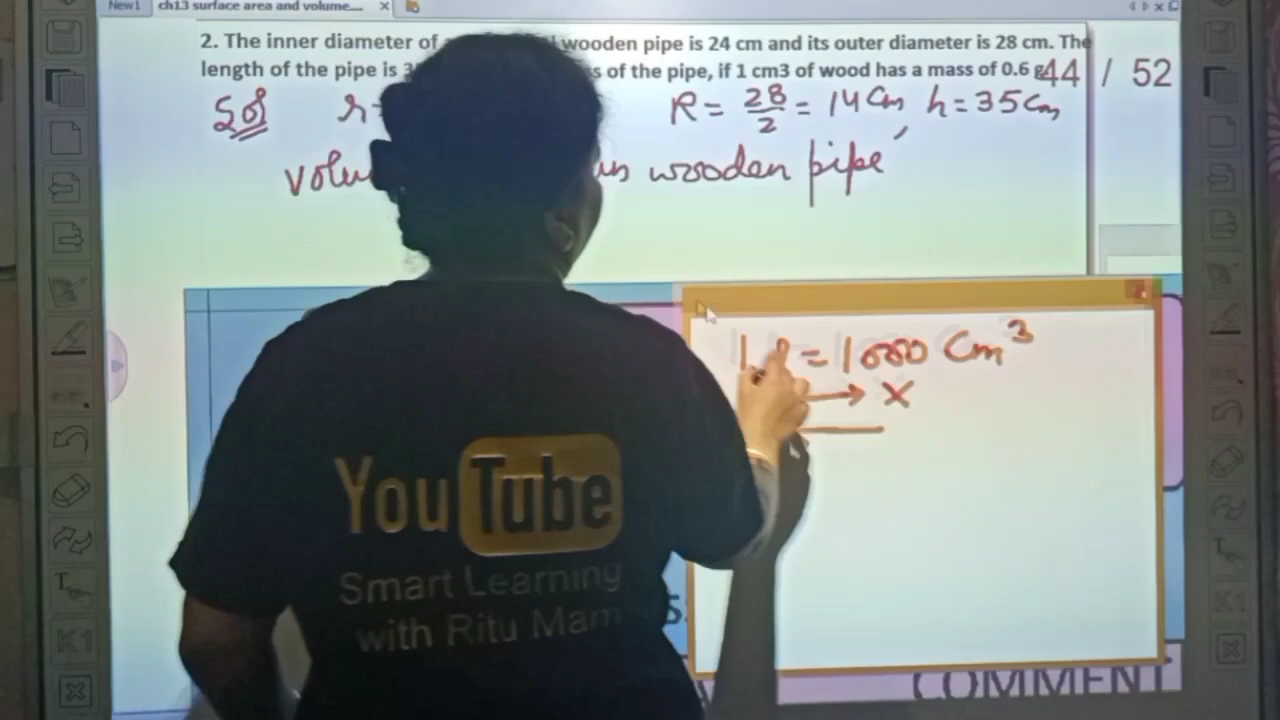 New1 ch13 surface area and volume....
2. The inner diameter of wooden pipe is 24 cm and its outer diameter is 28 cm. The
length of the pipe is of the pipe, if 1 cm3 of wood has a mass of 0.6 g
44 / 52
Sol R = 28/2 = 14 cm, h = 35 cm
wooden pipe
= 1000 cm³
→ x
YouTube
Smart Learning
with Ritu Mam
COMMENT
K1
K1